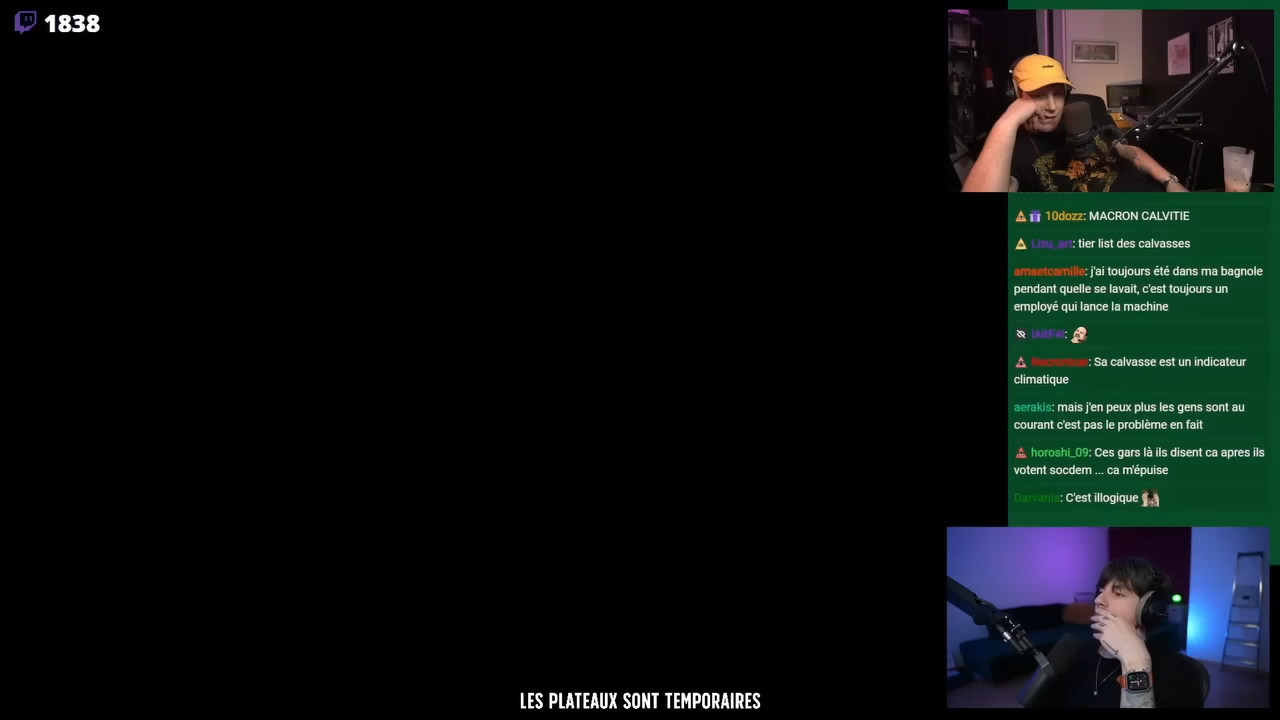 1838
10dozz: MACRON CALVITIE
Lizu_art: tier list des calvasses
amaetcamille: j'ai toujours été dans ma bagnole
pendant quelle se lavait, c'est toujours un
employé qui lance la machine
iAltF4l:
: Sa calvasse est un indicateur
climatique
aerakis: mais j'en peux plus les gens sont au
courant c'est pas le problème en fait
horoshi_09: Ces gars là ils disent ca apres ils
votent socdem ... ca m'épuise
Darvania: C'est illogique
LES PLATEAUX SONT TEMPORAIRES